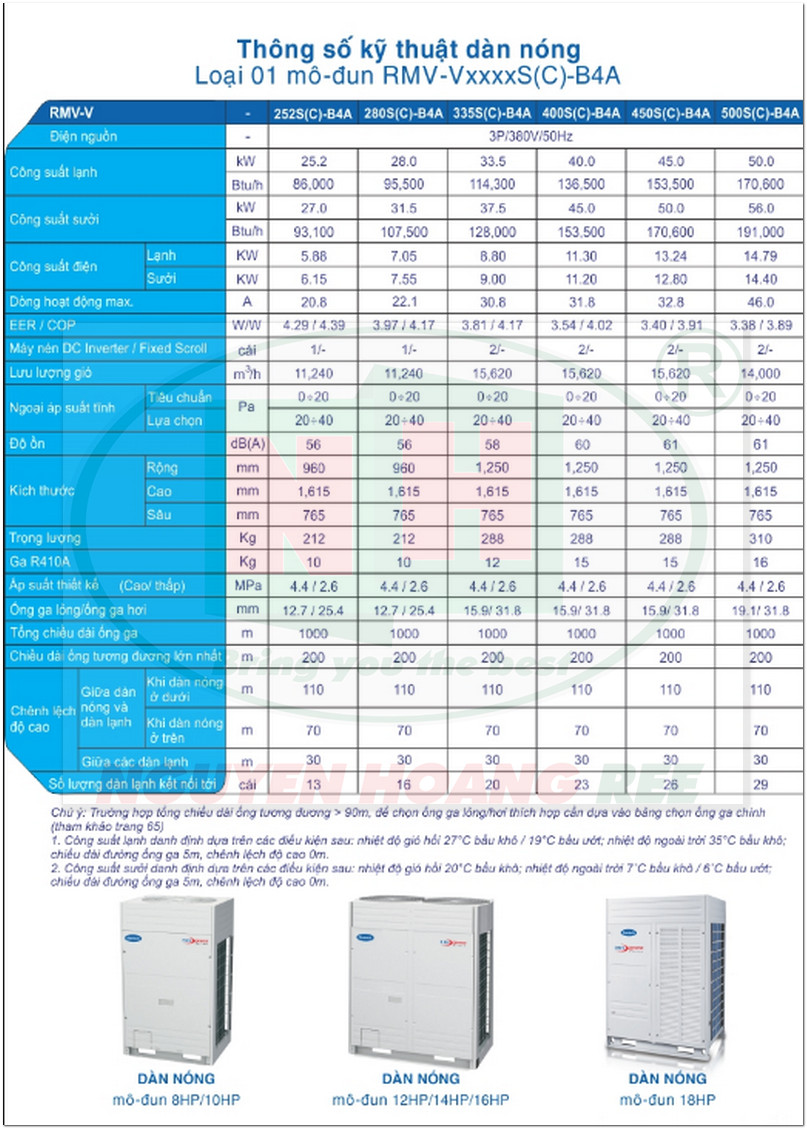 Thông số kỹ thuật dàn nóng
Loại 01 mô-đun RMV-VxxxxS(C)-B4A
RMV-V - 252S(C)-B4A 280S(C)-B4A 335S(C)-B4A 400S(C)-B4A 450S(C)-B4A 500S(C)-B4A
Điện nguồn - 3P/380V/50Hz
Công suất lạnh kW 25.2 28.0 33.5 40.0 45.0 50.0
Btu/h 86,000 95,500 114,300 136,500 153,500 170,600
Công suất sưởi kW 27.0 31.5 37.5 45.0 50.0 56.0
Btu/h 93,100 107,500 128,000 153,500 170,600 191,000
Công suất điện Lạnh KW 5.88 7.05 8.80 11.30 13.24 14.79
Sưởi KW 6.15 7.55 9.00 11.20 12.80 14.40
Dòng hoạt động max. A 20.8 22.1 30.8 31.8 32.8 46.0
EER / COP W/W 4.29 / 4.39 3.97 / 4.17 3.81 / 4.17 3.54 / 4.02 3.40 / 3.91 3.38 / 3.89
Máy nén DC Inverter / Fixed Scroll cái 1/- 1/- 2/- 2/- 2/- 2/-
Lưu lượng gió m³/h 11,240 11,240 15,620 15,620 15,620 14,000
Ngoại áp suất tĩnh Tiêu chuẩn Pa 0÷20 0÷20 0÷20 0÷20 0÷20 0÷20
Lựa chọn 20÷40 20÷40 20÷40 20÷40 20÷40 20÷40
Độ ồn dB(A) 56 56 58 60 61 61
Kích thước Rộng mm 960 960 1,250 1,250 1,250 1,250
Cao mm 1,615 1,615 1,615 1,615 1,615 1,615
Sâu mm 765 765 765 765 765 765
Trọng lượng Kg 212 212 288 288 288 310
Ga R410A Kg 10 10 12 15 15 16
Áp suất thiết kế (Cao/ thấp) MPa 4.4 / 2.6 4.4 / 2.6 4.4 / 2.6 4.4 / 2.6 4.4 / 2.6 4.4 / 2.6
Ống ga lỏng/ống ga hơi mm 12.7 / 25.4 12.7 / 25.4 15.9/ 31.8 15.9/ 31.8 15.9/ 31.8 19.1/ 31.8
Tổng chiều dài ống ga m 1000 1000 1000 1000 1000 1000
Chiều dài ống tương đương lớn nhất m 200 200 200 200 200 200
Chênh lệch độ cao Giữa dàn nóng và dàn lạnh Khi dàn nóng ở dưới m 110 110 110 110 110 110
Khi dàn nóng ở trên m 70 70 70 70 70 70
Giữa các dàn lạnh m 30 30 30 30 30 30
Số lượng dàn lạnh kết nối tới cái 13 16 20 23 26 29
NH ®
Bring you the best
NGUYEN HOANG REE
Chú ý: Trường hợp tổng chiều dài ống tương đương > 90m, để chọn ống ga lỏng/hơi thích hợp cần dựa vào bảng chọn ống ga chính
(tham khảo trang 65)
1. Công suất lạnh danh định dựa trên các điều kiện sau: nhiệt độ gió hồi 27°C bầu khô / 19°C bầu ướt; nhiệt độ ngoài trời 35°C bầu khô;
chiều dài đường ống ga 5m, chênh lệch độ cao 0m.
2. Công suất sưởi danh định dựa trên các điều kiện sau: nhiệt độ gió hồi 20°C bầu khô; nhiệt độ ngoài trời 7°C bầu khô / 6°C bầu ướt;
chiều dài đường ống ga 5m, chênh lệch độ cao 0m.
DÀN NÓNG
mô-đun 8HP/10HP
DÀN NÓNG
mô-đun 12HP/14HP/16HP
DÀN NÓNG
mô-đun 18HP